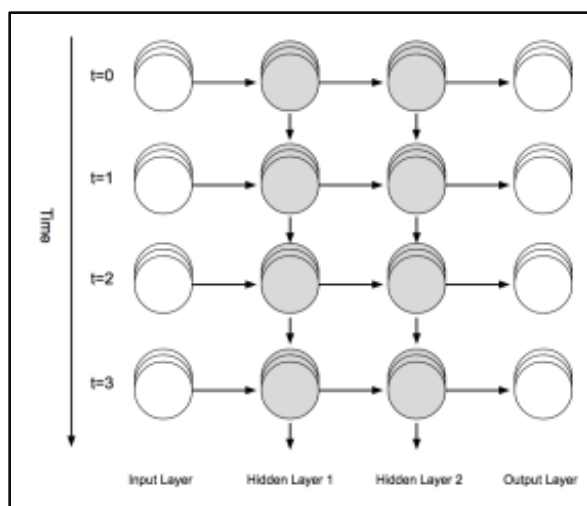 t=0
t=1
t=2
t=3
Time
Input Layer
Hidden Layer 1
Hidden Layer 2
Output Layer